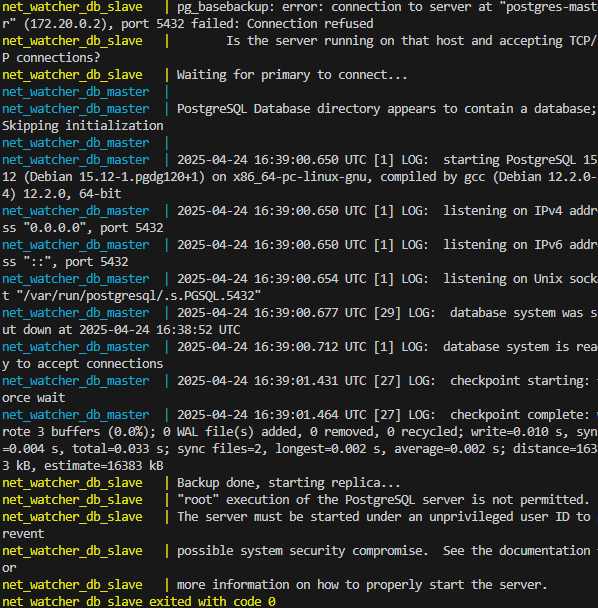 net_watcher_db_slave   | pg_basebackup: error: connection to server at "postgres-mast
r" (172.20.0.2), port 5432 failed: Connection refused
net_watcher_db_slave   |        Is the server running on that host and accepting TCP/
P connections?
net_watcher_db_slave   | Waiting for primary to connect...
net_watcher_db_master  |
net_watcher_db_master  | PostgreSQL Database directory appears to contain a database;
Skipping initialization
net_watcher_db_master  |
net_watcher_db_master  | 2025-04-24 16:39:00.650 UTC [1] LOG:  starting PostgreSQL 15
12 (Debian 15.12-1.pgdg120+1) on x86_64-pc-linux-gnu, compiled by gcc (Debian 12.2.0-
4) 12.2.0, 64-bit
net_watcher_db_master  | 2025-04-24 16:39:00.650 UTC [1] LOG:  listening on IPv4 addr
ss "0.0.0.0", port 5432
net_watcher_db_master  | 2025-04-24 16:39:00.650 UTC [1] LOG:  listening on IPv6 addr
ss "::", port 5432
net_watcher_db_master  | 2025-04-24 16:39:00.654 UTC [1] LOG:  listening on Unix sock
t "/var/run/postgresql/.s.PGSQL.5432"
net_watcher_db_master  | 2025-04-24 16:39:00.677 UTC [29] LOG:  database system was s
ut down at 2025-04-24 16:38:52 UTC
net_watcher_db_master  | 2025-04-24 16:39:00.712 UTC [1] LOG:  database system is rea
y to accept connections
net_watcher_db_master  | 2025-04-24 16:39:01.431 UTC [27] LOG:  checkpoint starting:
orce wait
net_watcher_db_master  | 2025-04-24 16:39:01.464 UTC [27] LOG:  checkpoint complete:
rote 3 buffers (0.0%); 0 WAL file(s) added, 0 removed, 0 recycled; write=0.010 s, syn
=0.004 s, total=0.033 s; sync files=2, longest=0.002 s, average=0.002 s; distance=163
3 kB, estimate=16383 kB
net_watcher_db_slave   | Backup done, starting replica...
net_watcher_db_slave   | "root" execution of the PostgreSQL server is not permitted.
net_watcher_db_slave   | The server must be started under an unprivileged user ID to
revent
net_watcher_db_slave   | possible system security compromise.  See the documentation
or
net_watcher_db_slave   | more information on how to properly start the server.
net_watcher_db_slave exited with code 0